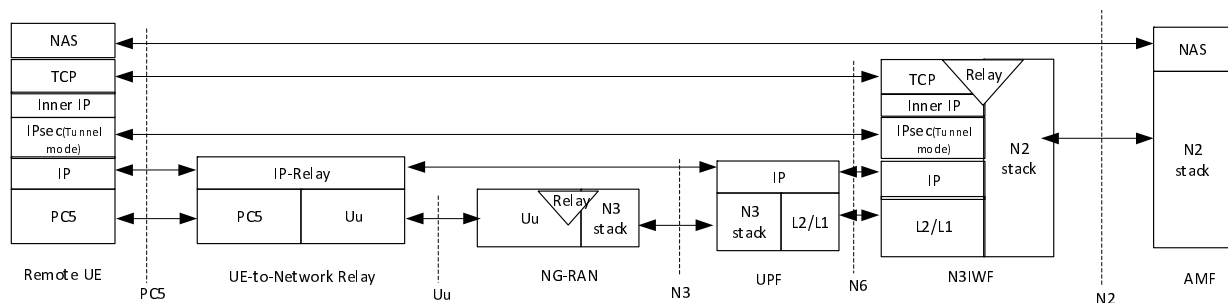 NAS
TCP
Inner IP
IPsec(Tunnel
mode)
IP
PC5
Remote UE
PC5
IP-Relay
PC5
Uu
UE-to-Network Relay
Uu
Uu
Relay
N3
stack
NG-RAN
N3
IP
N3
stack
L2/L1
UPF
N6
TCP
Relay
Inner IP
IPsec(Tunnel
mode)
IP
L2/L1
N2
stack
N3IWF
N2
NAS
N2
stack
AMF